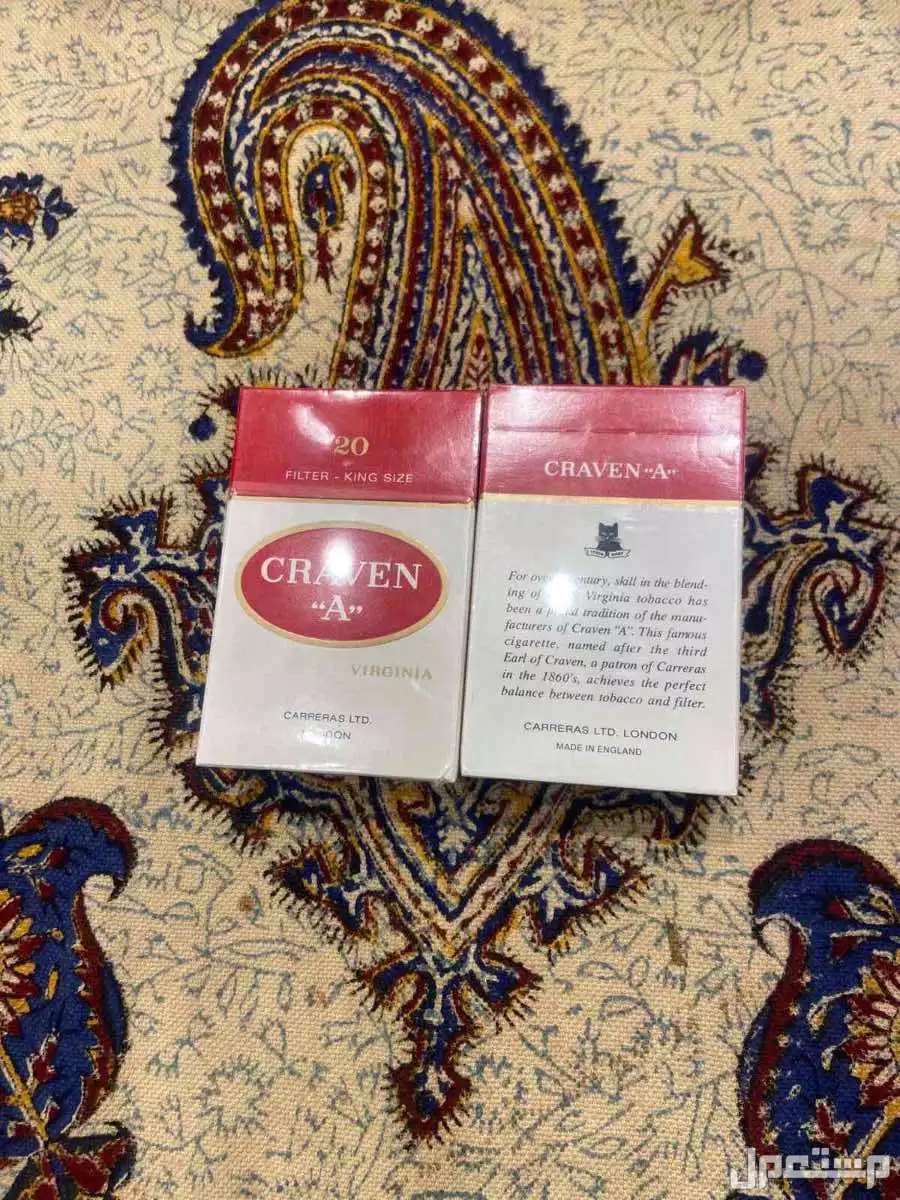 20
FILTER - KING SIZE
CRAVEN
"A"
VIRGINIA
CARRERAS LTD.
CRAVEN "A"
For over century, skill in the blend-
ing of Virginia tobacco has
been a tradition of the manu-
facturers of Craven "A". This famous
cigarette, named after the third
Earl of Craven, a patron of Carreras
in the 1860's, achieves the perfect
balance between tobacco and filter.
CARRERAS LTD. LONDON
MADE IN ENGLAND
مستعمل